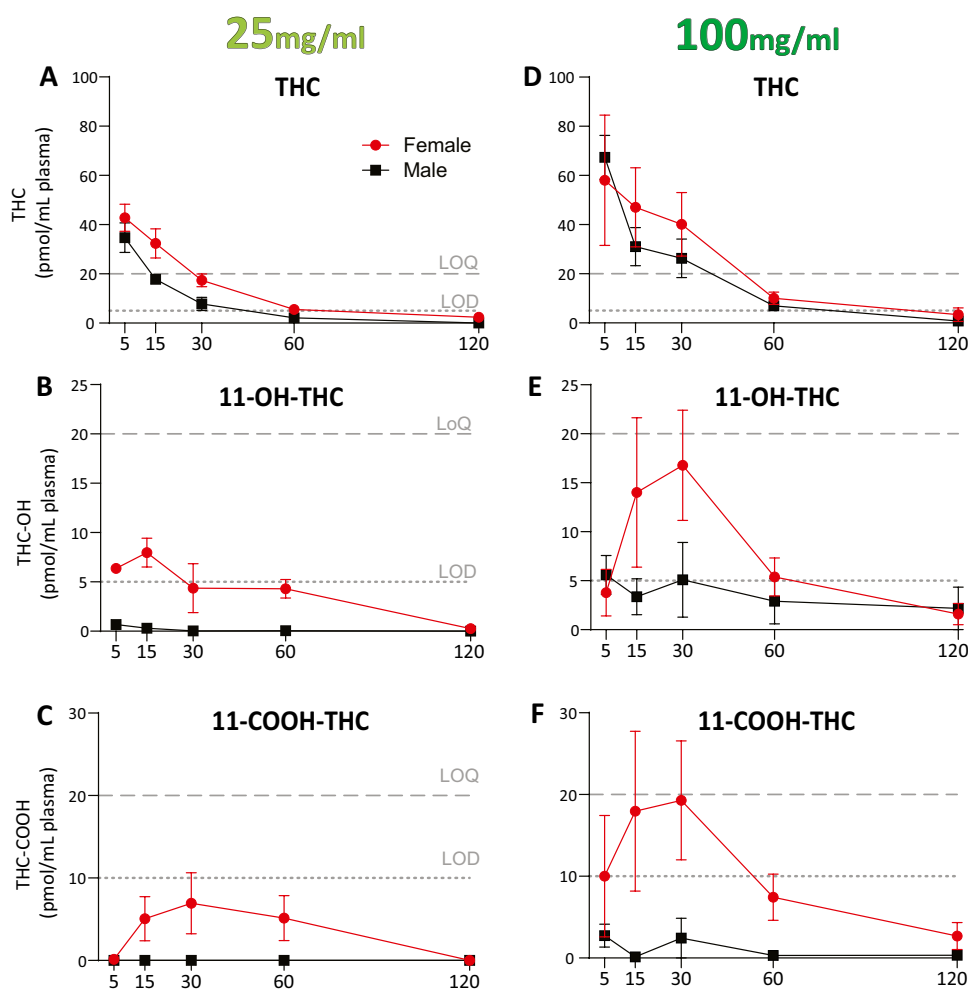 25mg/ml
100mg/ml
A
THC
THC
(pmol/mL plasma)
100
80
60
40
20
0
Female
Male
LOQ
LOD
5 15 30 60 120
D
THC
100
80
60
40
20
0
5 15 30 60 120
B
11-OH-THC
THC-OH
(pmol/mL plasma)
25
20
15
10
5
0
LoQ
LOD
5 15 30 60 120
E
11-OH-THC
25
20
15
10
5
0
5 15 30 60 120
C
11-COOH-THC
THC-COOH
(pmol/mL plasma)
30
20
10
0
LOQ
LOD
5 15 30 60 120
F
11-COOH-THC
30
20
10
0
5 15 30 60 120